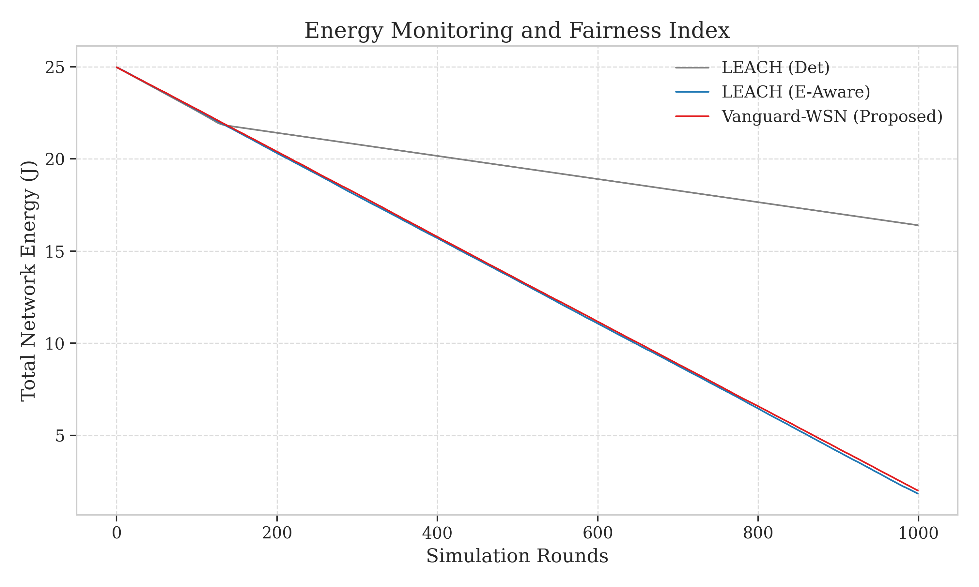 Energy Monitoring and Fairness Index
LEACH (Det)
LEACH (E-Aware)
Vanguard-WSN (Proposed)
Total Network Energy (J)
25
20
15
10
5
0
200
400
600
800
1000
Simulation Rounds